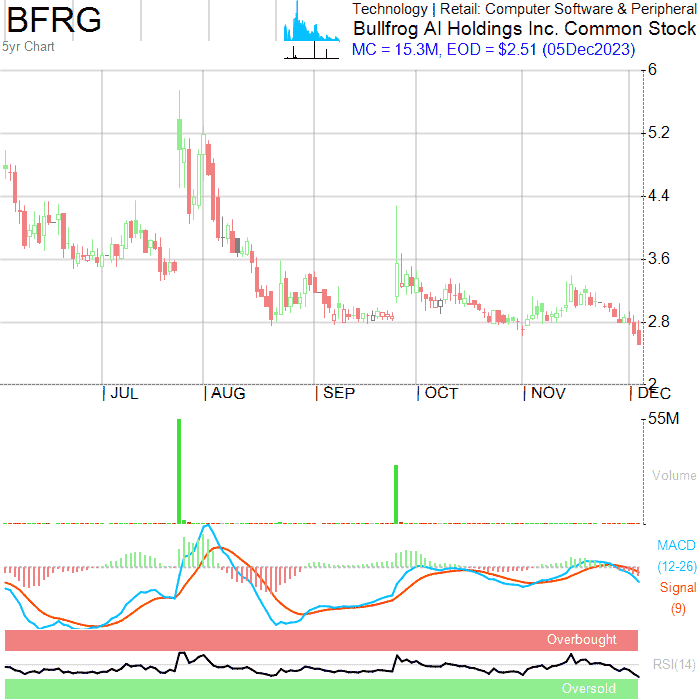 BFRG
5yr Chart
Technology | Retail: Computer Software & Peripheral
Bullfrog AI Holdings Inc. Common Stock
MC = 15.3M, EOD = $2.51 (05Dec2023)
6
5.2
4.4
3.6
2.8
2
JUL
AUG
SEP
OCT
NOV
DEC
55M
Volume
MACD
(12-26)
Signal
(9)
Overbought
RSI(14)
Oversold